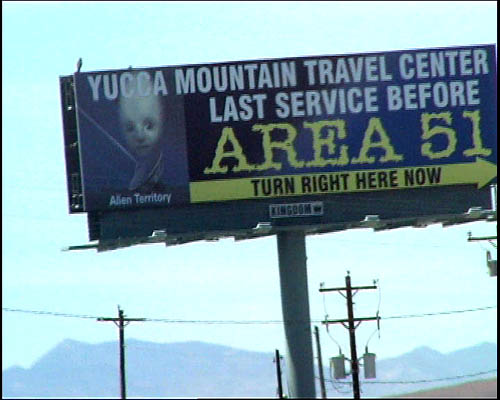 YUCCA MOUNTAIN TRAVEL CENTER
LAST SERVICE BEFORE
AREA 51
TURN RIGHT HERE NOW
Alien Territory
KINGDOM